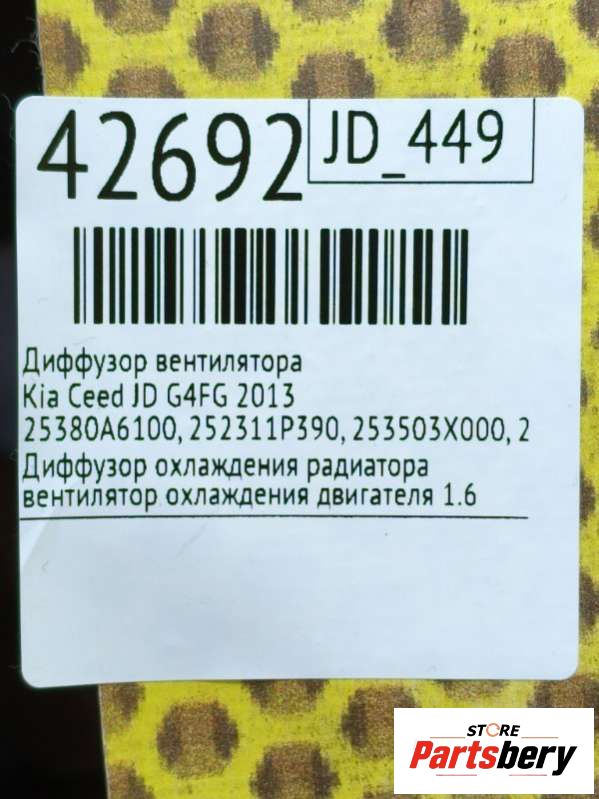 42692
JD_449
Диффузор вентилятора
Kia Ceed JD G4FG 2013
25380A6100, 252311P390, 253503X000, 2
Диффузор охлаждения радиатора
вентилятор охлаждения двигателя 1.6
STORE
Partsbery